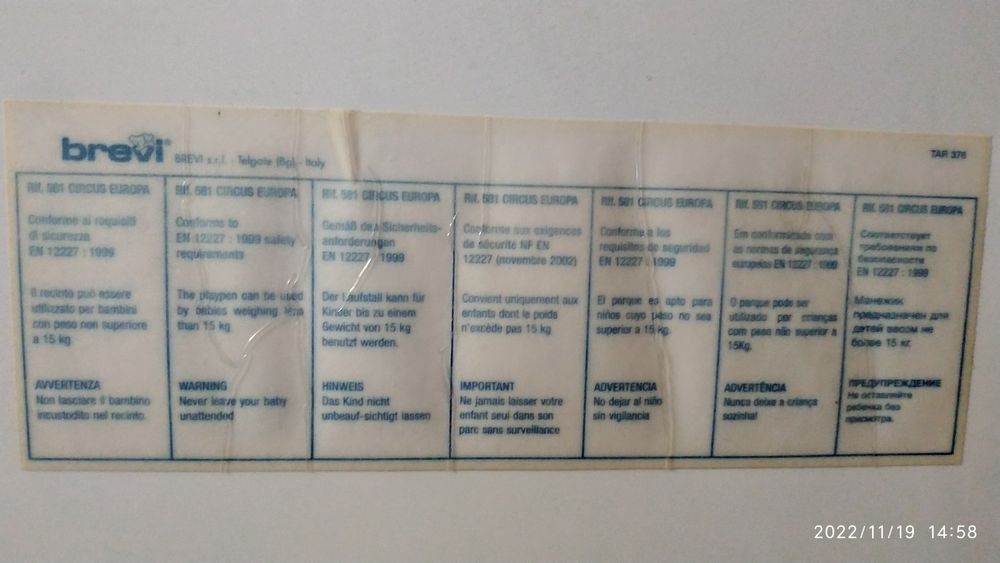 brevi
BREVI s.r.l. - Telgate (Bg) - Italy
TAR 376
Rif. 581 CIRCUS EUROPA
Conforme ai requisiti
di sicurezza
EN 12227 : 1999
Il recinto può essere
utilizzato per bambini
con peso non superiore
a 15 kg
AVVERTENZA
Non lasciare il bambino
incustodito nel recinto.
Rif. 581 CIRCUS EUROPA
Conforms to
EN 12227 : 1999 safety
requirements
The playpen can be used
by babies weighing less
than 15 kg
WARNING
Never leave your baby
unattended
Rif. 581 CIRCUS EUROPA
Gemäß den Sicherheits-
anforderungen
EN 12227 : 1999
Der Laufstall kann für
Kinder bis zu einem
Gewicht von 15 kg
benutzt werden.
HINWEIS
Das Kind nicht
unbeauf-sichtigt lassen
Rif. 581 CIRCUS EUROPA
Conforme aux exigences
de sécurité NF EN
12227 (novembre 2002)
Convient uniquement aux
enfants dont le poids
n'excède pas 15 kg
IMPORTANT
Ne jamais laisser votre
enfant seul dans son
parc sans surveillance
Rif. 581 CIRCUS EUROPA
Conforme a los
requisitos de seguridad
EN 12227 : 1999
El parque es apto para
niños cuyo peso no sea
superior a 15 kg.
ADVERTENCIA
No dejar al niño
sin vigilancia
Rif. 581 CIRCUS EUROPA
Em conformidade com
as normas de segurança
europeias EN 12227 : 1999
O parque pode ser
utilizado por crianças
com peso não superior a
15Kg.
ADVERTÊNCIA
Nunca deixe a criança
sozinha!
Rif. 581 CIRCUS EUROPA
Соответствует
требованиям по
безопасности
EN 12227 : 1999
Манежик
предназначен для
детей весом не
более 15 кг.
ПРЕДУПРЕЖДЕНИЕ
Не оставляйте
ребенка без
присмотра.
2022/11/19 14:58